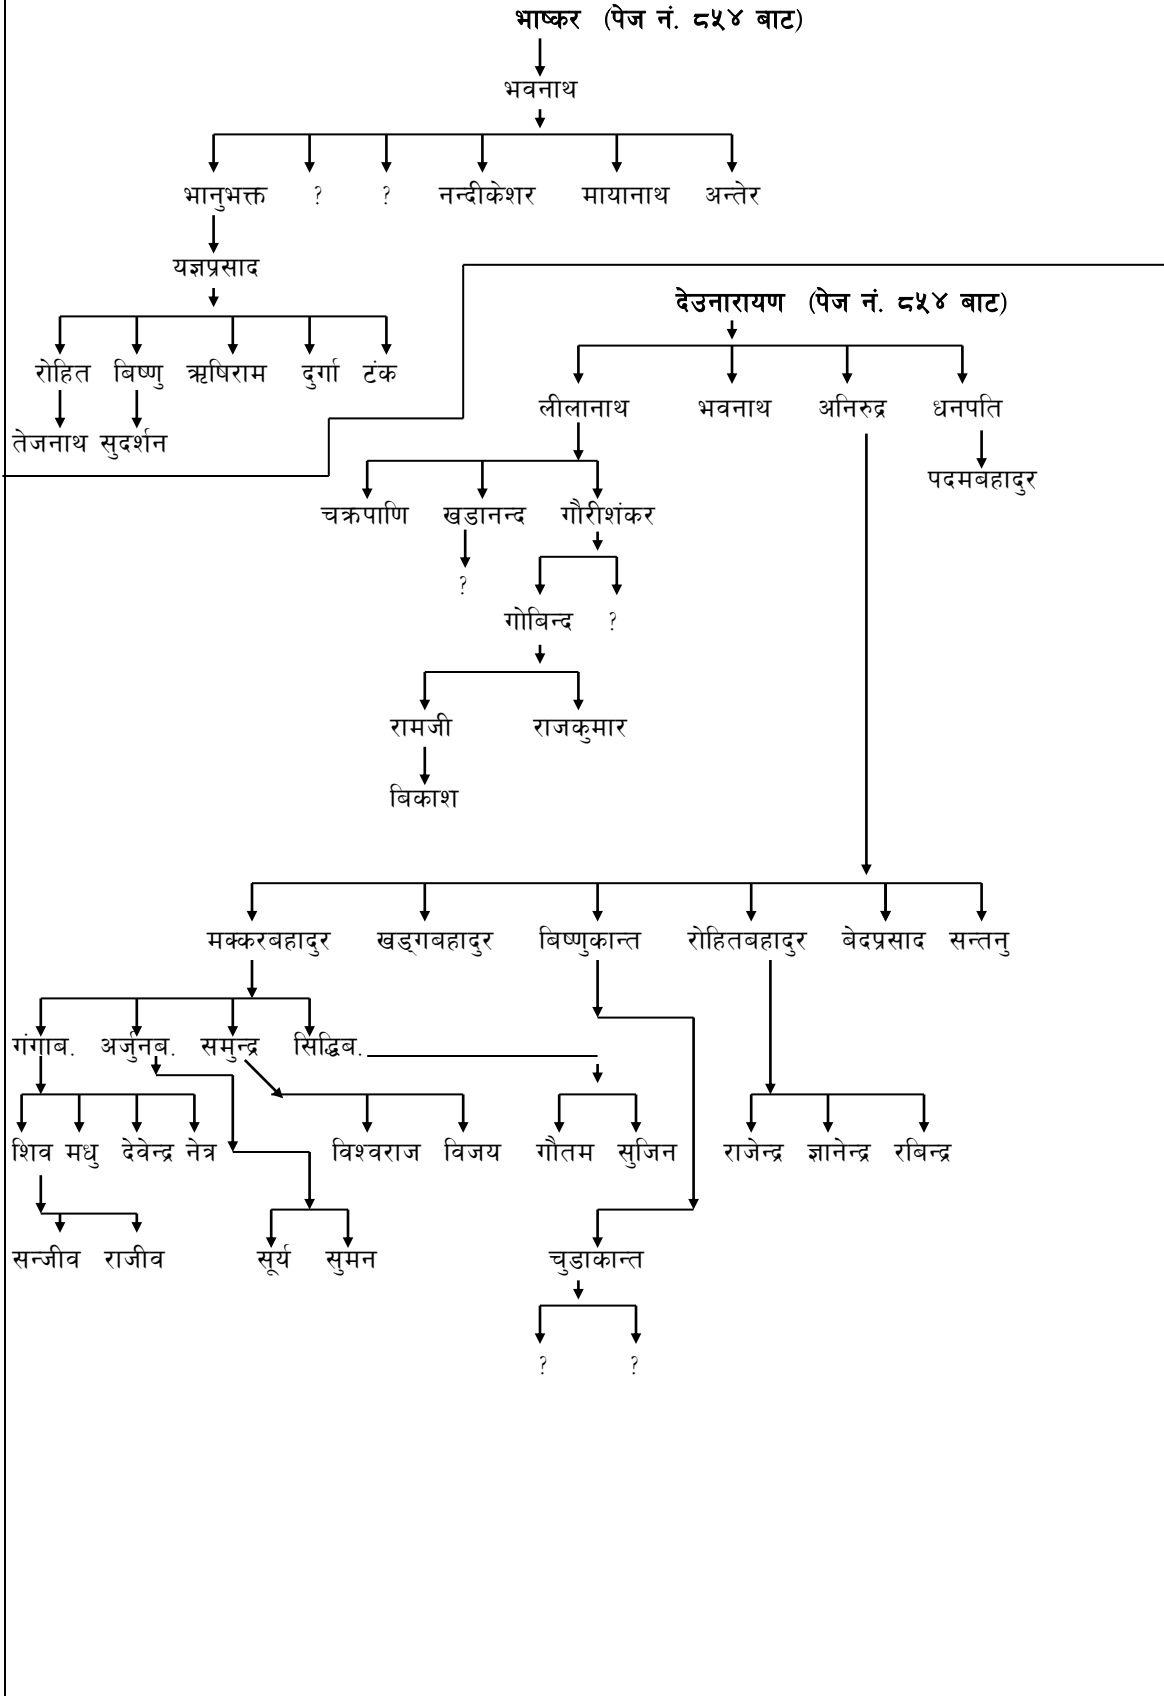 भाष्कर (पेज नं. ८५४ बाट)
भवनाथ
भानुभक्त ? ? नन्दीकेशर मायानाथ अन्तेर
यज्ञप्रसाद
देउनारायण (पेज नं. ८५४ बाट)
रोहित बिष्णु ऋषिराम दुर्गा टंक
लीलानाथ भवनाथ अनिरुद्र धनपति
तेजनाथ सुदर्शन
पदमबहादुर
चक्रपाणि खडानन्द गौरीशंकर
?
गोबिन्द ?
रामजी राजकुमार
बिकाश
मक्करबहादुर खड्गबहादुर बिष्णुकान्त रोहितबहादुर बेदप्रसाद सन्तनु
गंगाब. अर्जुनब. समुन्द्र सिद्धिब.
शिव मधु देवेन्द्र नेत्र विश्वराज विजय गौतम सुजिन राजेन्द्र ज्ञानेन्द्र रबिन्द्र
सन्जीव राजीव सूर्य सुमन चुडाकान्त
? ?